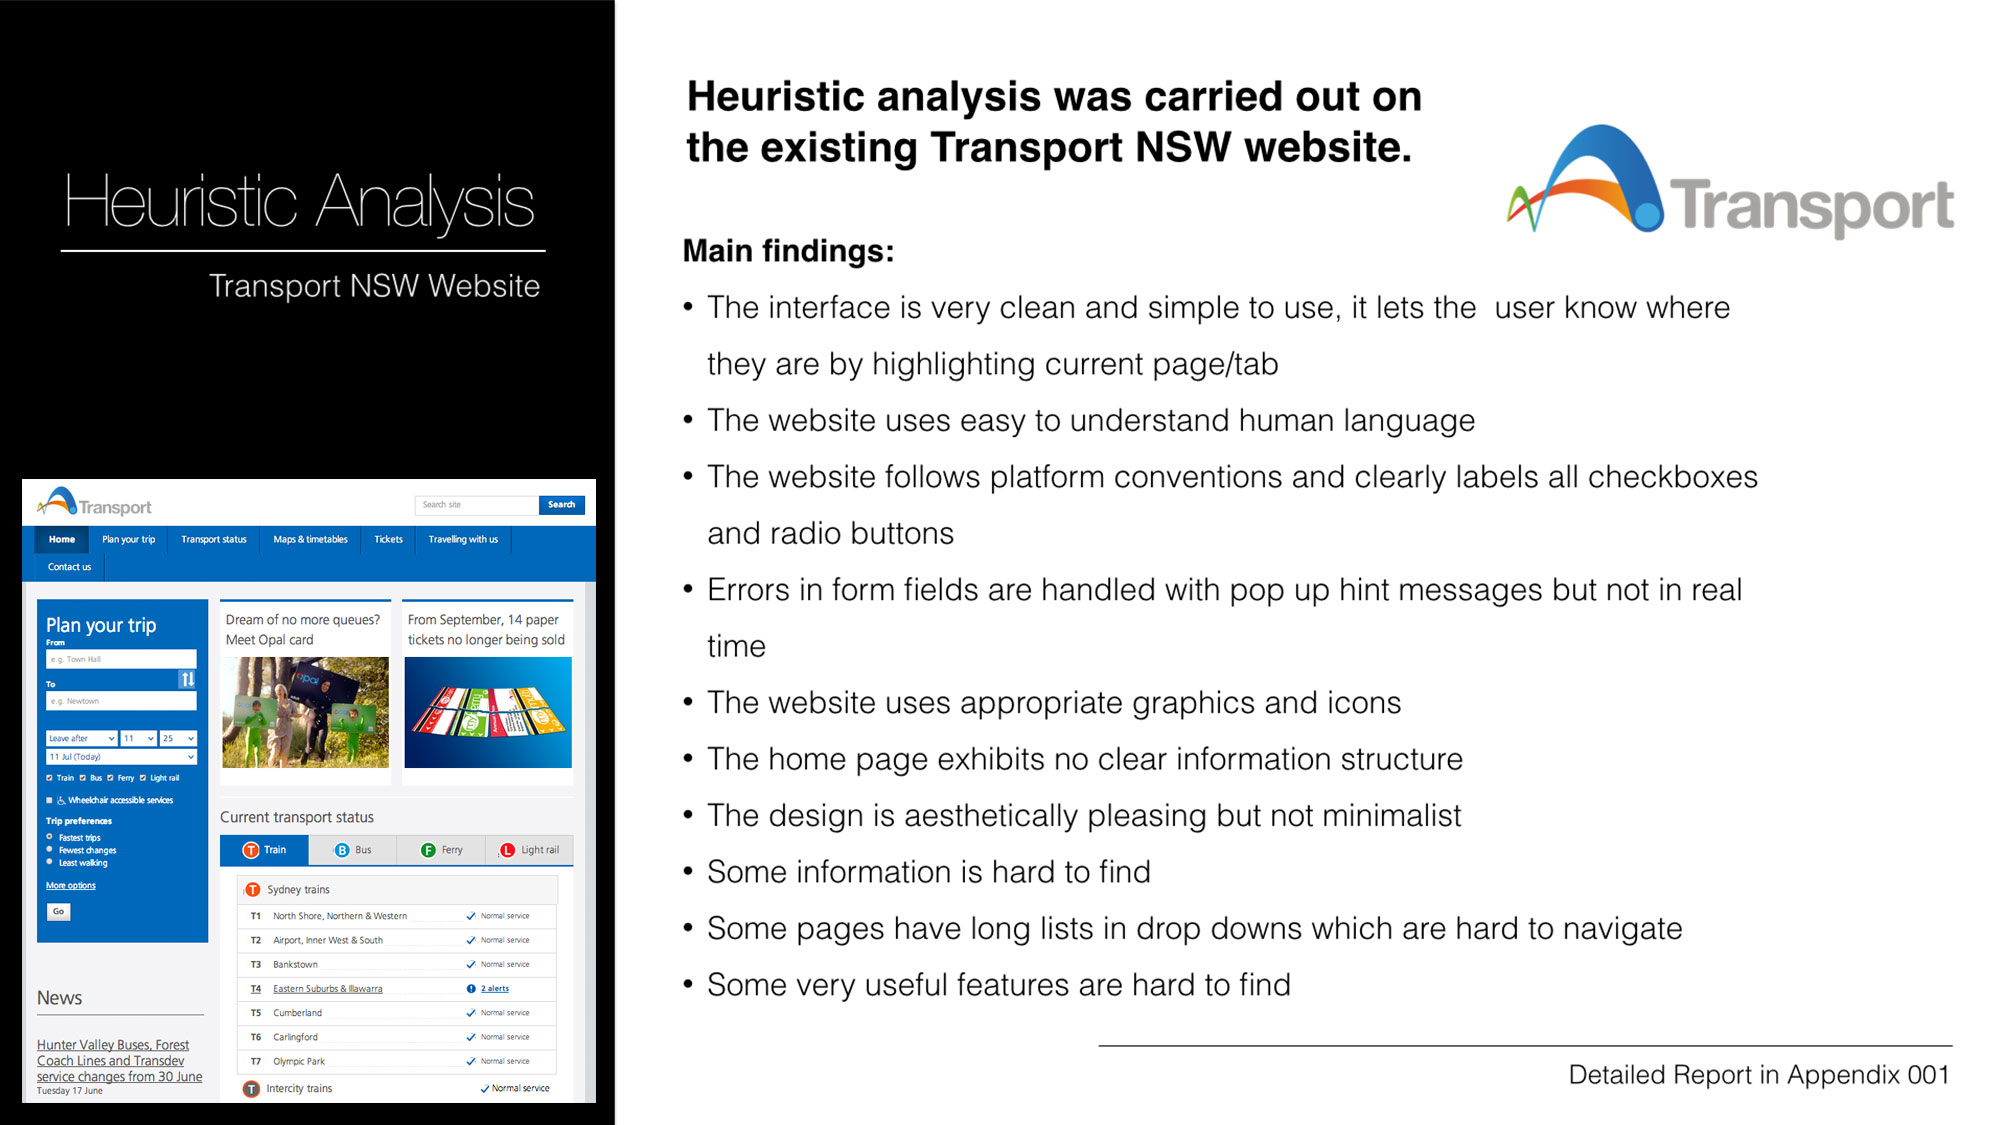 Heuristic Analysis
Transport NSW Website
Transport
Search site
Search
Home
Plan your trip
Transport status
Maps & timetables
Tickets
Travelling with us
Contact us
Plan your trip
From
e.g. Town Hall
To
e.g. Newtown
Leave after
11
25
11 Jul (Today)
Train
Bus
Ferry
Light rail
Wheelchair accessible services
Trip preferences
Fastest trips
Fewest changes
Least walking
More options
Go
News
Hunter Valley Buses, Forest
Coach Lines and Transdev
service changes from 30 June
Tuesday 17 June
Dream of no more queues?
Meet Opal card
opal
From September, 14 paper
tickets no longer being sold
Current transport status
T Train
B Bus
F Ferry
L Light rail
T Sydney trains
T1 North Shore, Northern & Western Normal service
T2 Airport, Inner West & South Normal service
T3 Bankstown Normal service
T4 Eastern Suburbs & Illawarra 2 alerts
T5 Cumberland Normal service
T6 Carlingford Normal service
T7 Olympic Park Normal service
T Intercity trains Normal service
Heuristic analysis was carried out on
the existing Transport NSW website.
Transport
Main findings:
• The interface is very clean and simple to use, it lets the user know where
they are by highlighting current page/tab
• The website uses easy to understand human language
• The website follows platform conventions and clearly labels all checkboxes
and radio buttons
• Errors in form fields are handled with pop up hint messages but not in real
time
• The website uses appropriate graphics and icons
• The home page exhibits no clear information structure
• The design is aesthetically pleasing but not minimalist
• Some information is hard to find
• Some pages have long lists in drop downs which are hard to navigate
• Some very useful features are hard to find
Detailed Report in Appendix 001